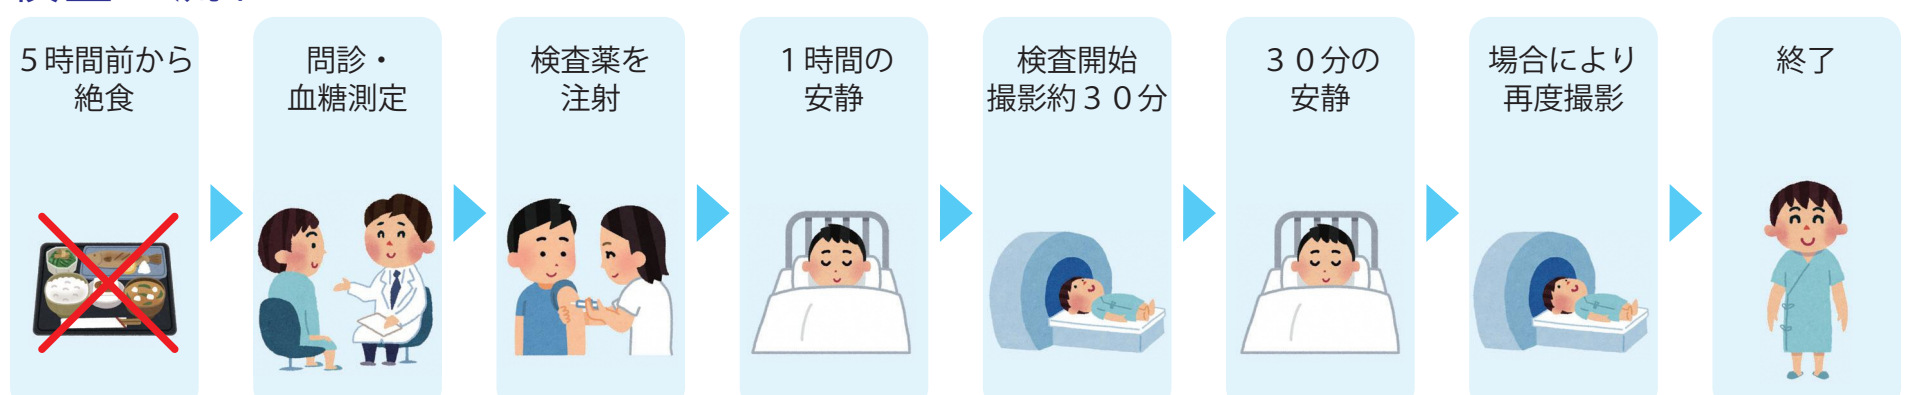 ５時間前から
絶食
問診・
血糖測定
検査薬を
注射
１時間の
安静
検査開始
撮影約３０分
３０分の
安静
場合により
再度撮影
終了